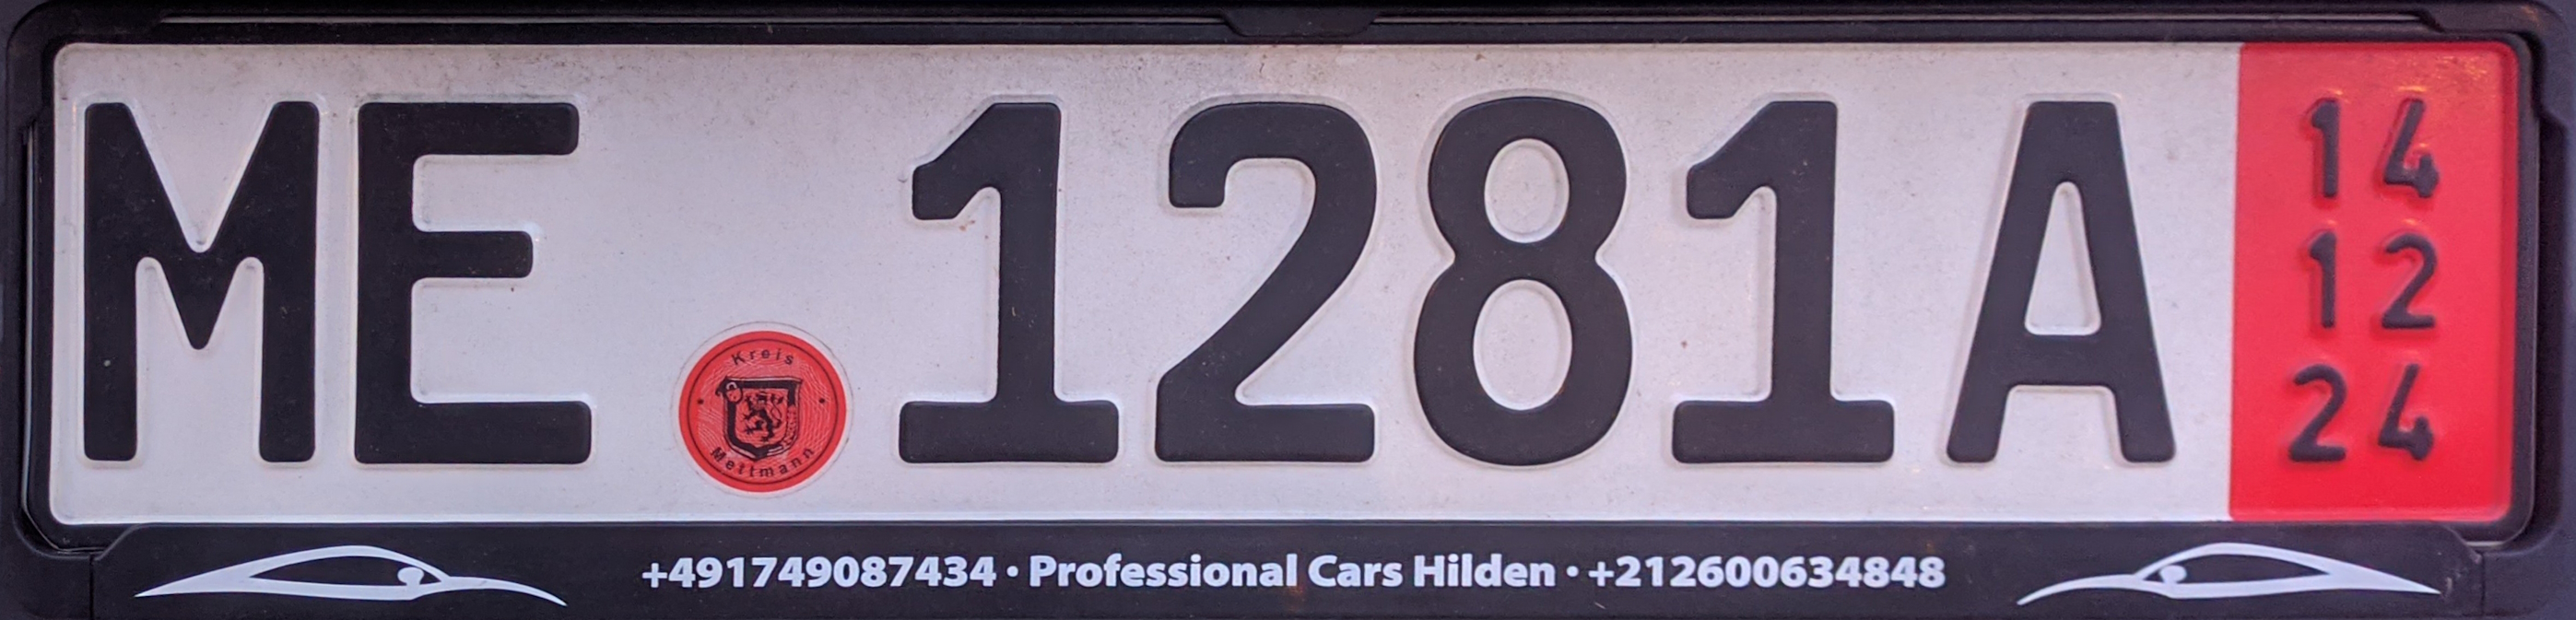 ME 1281A
14
12
24
Kreis
Mettmann
+491749087434 · Professional Cars Hilden · +212600634848